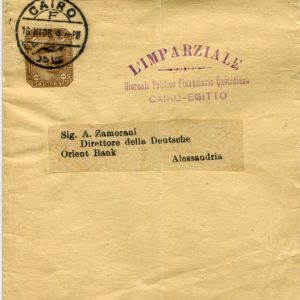 CAIRO
F
L'IMPARZIALE
Giornale Politico Finanziario Quotidiano
CAIRO-EGITTO
Sig. A. Zamorani
Direttore della Deutsche
Orient Bank
Alessandria